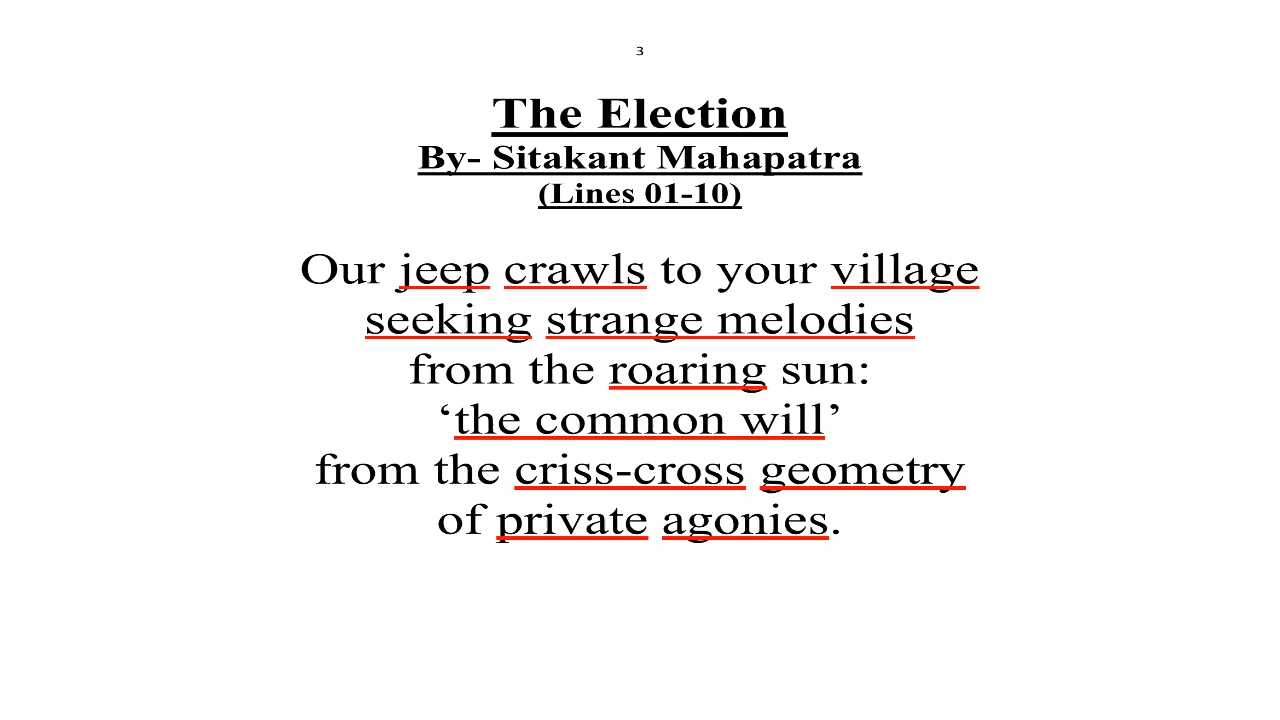 3
The Election
By- Sitakant Mahapatra
(Lines 01-10)
Our jeep crawls to your village
seeking strange melodies
from the roaring sun:
‘the common will’
from the criss-cross geometry
of private agonies.